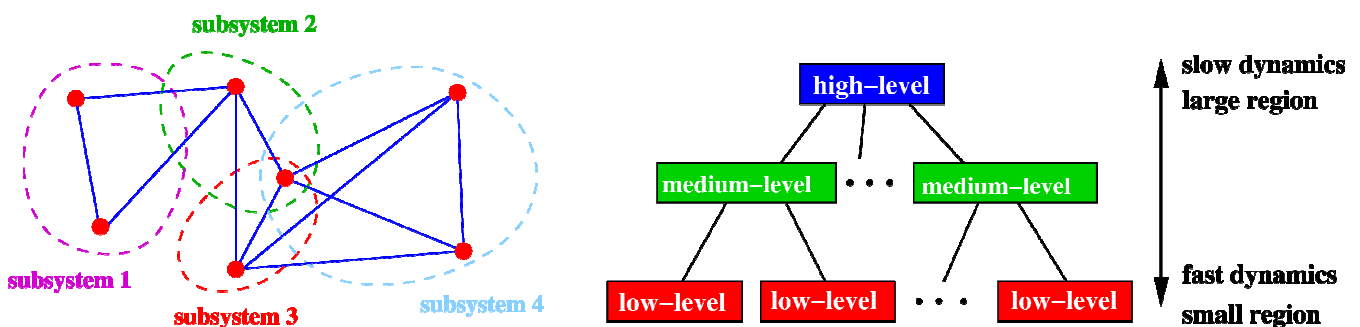 subsystem 2
subsystem 1
subsystem 3
subsystem 4
high-level
medium-level
medium-level
low-level
low-level
low-level
slow dynamics
large region
fast dynamics
small region